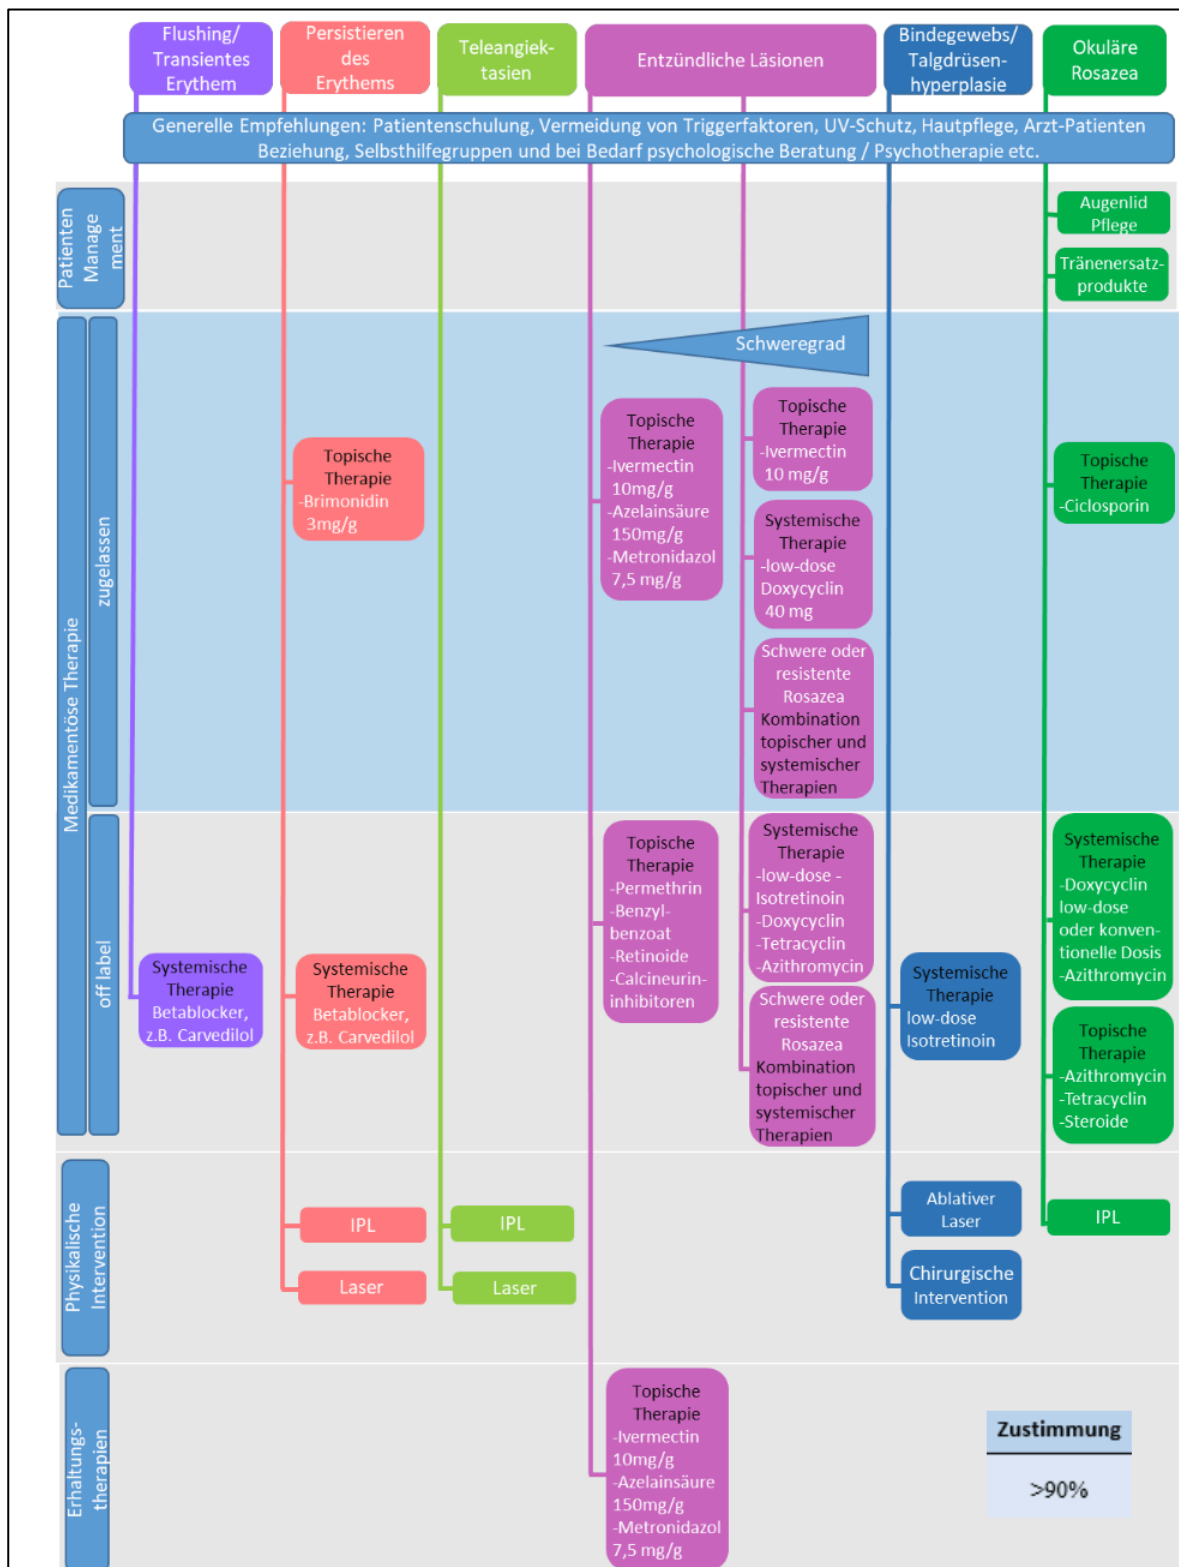 Flushing/
Transientes
Erythem
Persistieren
des
Erythems
Teleangiek-
tasien
Entzündliche Läsionen
Bindegewebs/
Talgdrüsen-
hyperplasie
Okuläre
Rosazea
Generelle Empfehlungen: Patientenschulung, Vermeidung von Triggerfaktoren, UV-Schutz, Hautpflege, Arzt-Patienten
Beziehung, Selbsthilfegruppen und bei Bedarf psychologische Beratung / Psychotherapie etc.
Patienten
Manage
ment
Augenlid
Pflege
Tränenersatz-
produkte
Medikamentöse Therapie
zugelassen
Schweregrad
Topische
Therapie
-Brimonidin
3mg/g
Topische
Therapie
-Ivermectin
10mg/g
-Azelainsäure
150mg/g
-Metronidazol
7,5 mg/g
Topische
Therapie
-Ivermectin
10 mg/g
Systemische
Therapie
-low-dose
Doxycyclin
40 mg
Schwere oder
resistente
Rosazea
Kombination
topischer und
systemischer
Therapien
Topische
Therapie
-Ciclosporin
off label
Systemische
Therapie
Betablocker,
z.B. Carvedilol
Systemische
Therapie
Betablocker,
z.B. Carvedilol
Topische
Therapie
-Permethrin
-Benzyl-
benzoat
-Retinoide
-Calcineurin-
inhibitoren
Systemische
Therapie
-low-dose -
Isotretinoin
-Doxycyclin
-Tetracyclin
-Azithromycin
Schwere oder
resistente
Rosazea
Kombination
topischer und
systemischer
Therapien
Systemische
Therapie
low-dose
Isotretinoin
Systemische
Therapie
-Doxycyclin
low-dose
oder konven-
tionelle Dosis
-Azithromycin
Topische
Therapie
-Azithromycin
-Tetracyclin
-Steroide
Physikalische
Intervention
IPL
Laser
IPL
Laser
Ablativer
Laser
Chirurgische
Intervention
IPL
Erhaltungs-
therapien
Topische
Therapie
-Ivermectin
10mg/g
-Azelainsäure
150mg/g
-Metronidazol
7,5 mg/g
Zustimmung
>90%